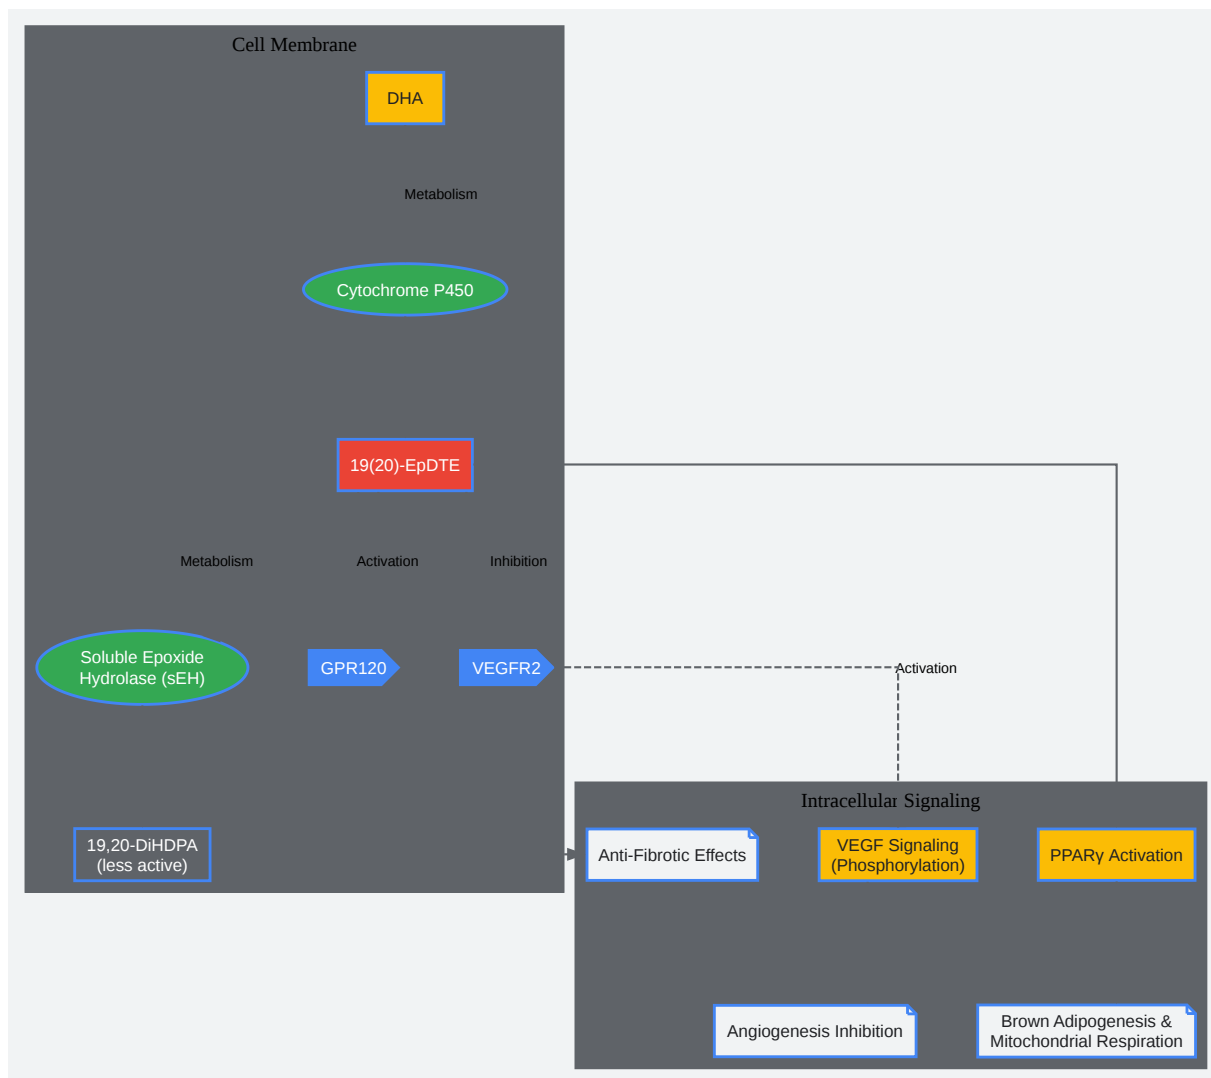 Cell Membrane
DHA
Metabolism
Cytochrome P450
19(20)-EpDTE
Metabolism
Activation
Inhibition
Soluble Epoxide
Hydrolase (sEH)
GPR120
VEGFR2
Activation
Intracellular Signaling
19,20-DiHDPA
(less active)
Anti-Fibrotic Effects
VEGF Signaling
(Phosphorylation)
PPARγ Activation
Angiogenesis Inhibition
Brown Adipogenesis &
Mitochondrial Respiration